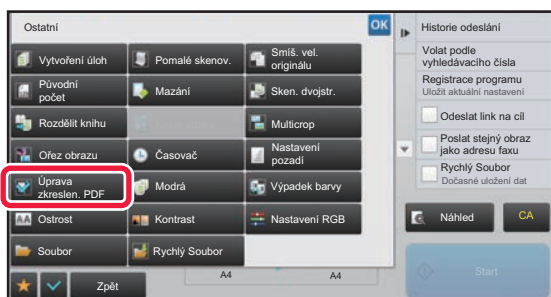 Ostatní
OK
Vytvoření úloh
Pomalé skenov.
Smíš. vel.
originálu
Původní
počet
Mazání
Sken. dvojstr.
Rozdělit knihu
Multicrop
Ořez obrazu
Časovač
Nastavení
pozadí
Úprava
zkreslen. PDF
Modrá
Výpadek barvy
AA Ostrost
Kontrast
Nastavení RGB
Soubor
Rychlý Soubor
Zpět
A4
A4
Historie odeslání
Volat podle
vyhledávacího čísla
Registrace programu
Uložit aktuální nastavení
Odeslat link na cíl
Poslat stejný obraz
jako adresu faxu
Rychlý Soubor
Dočasné uložení dat
Náhled
CA
Start